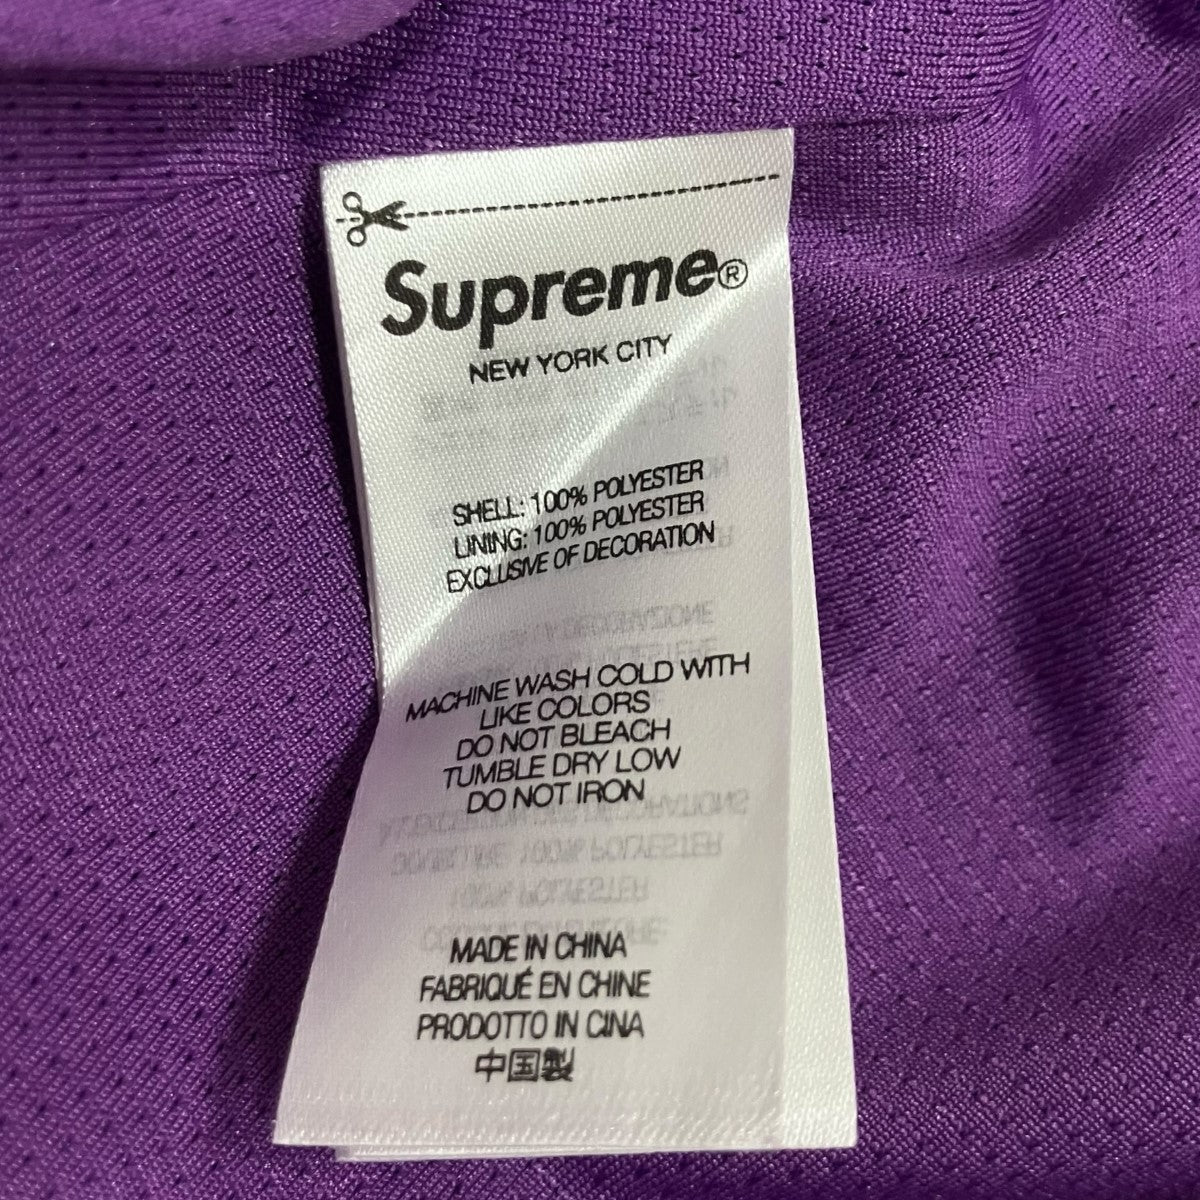 Supreme®
NEW YORK CITY
SHELL: 100% POLYESTER
LINING: 100% POLYESTER
EXCLUSIVE OF DECORATION
MACHINE WASH COLD WITH
LIKE COLORS
DO NOT BLEACH
TUMBLE DRY LOW
DO NOT IRON
MADE IN CHINA
FABRIQUÉ EN CHINE
PRODOTTO IN CINA
中国製